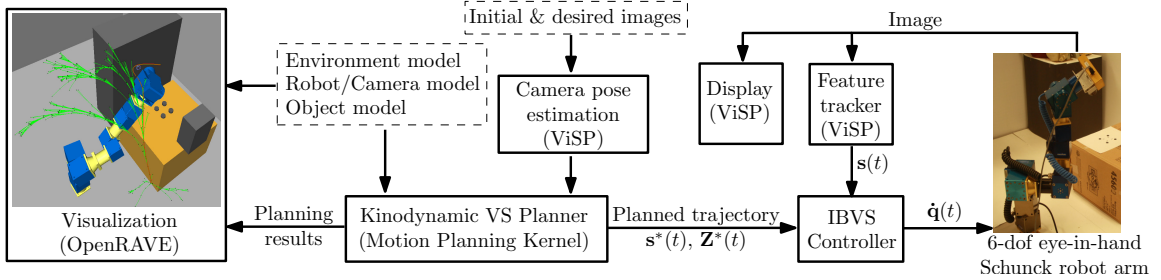 Initial & desired images
Image
Environment model
Robot/Camera model
Object model
Camera pose
estimation
(ViSP)
Display
(ViSP)
Feature
tracker
(ViSP)
s(t)
Visualization
(OpenRAVE)
Planning
results
Kinodynamic VS Planner
(Motion Planning Kernel)
Planned trajectory
s*(t), Z*(t)
IBVS
Controller
q̇(t)
6-dof eye-in-hand
Schunck robot arm